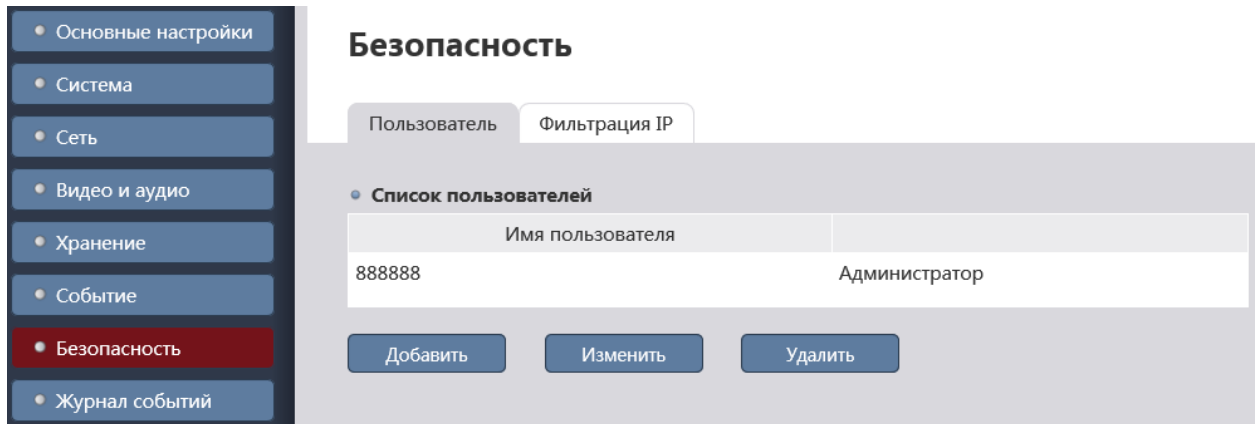 Основные настройки
Система
Сеть
Видео и аудио
Хранение
Событие
Безопасность
Журнал событий
Безопасность
Пользователь Фильтрация IP
Список пользователей
Имя пользователя
888888 Администратор
Добавить Изменить Удалить